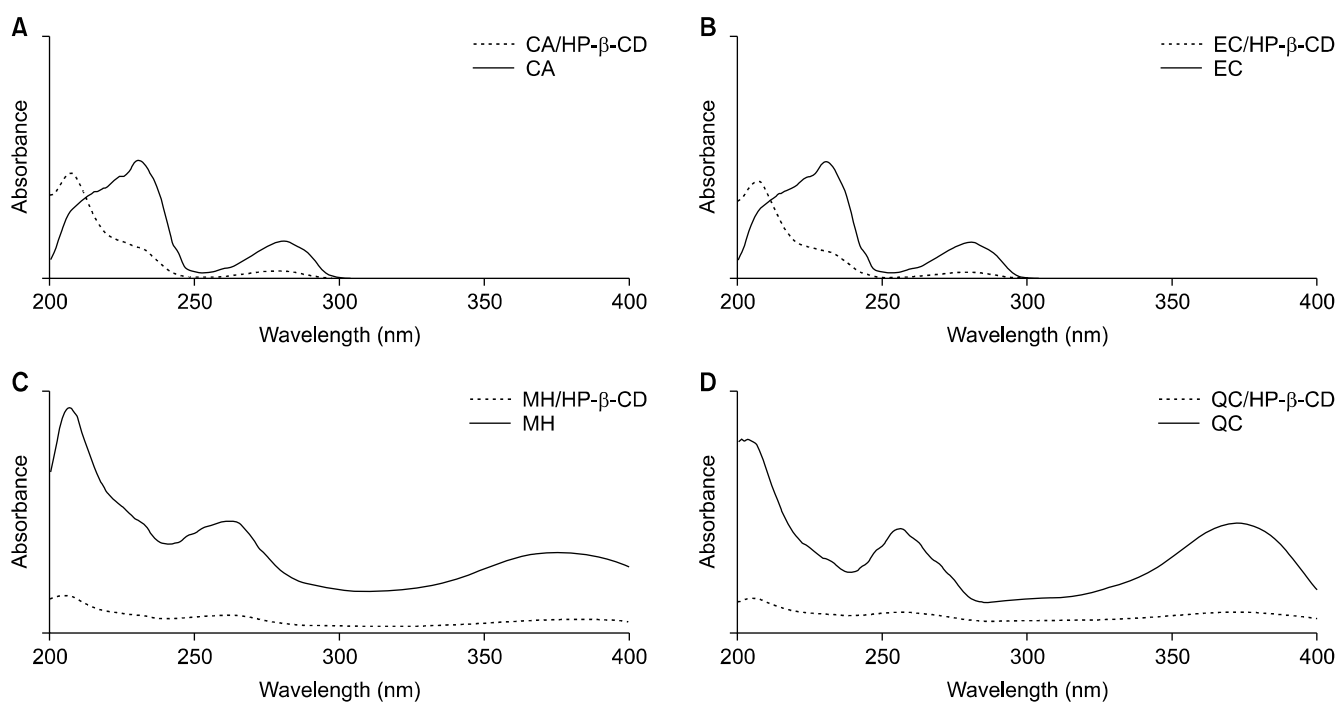 A
CA/HP-β-CD
CA
Absorbance
200 250 300 350 400
Wavelength (nm)
B
EC/HP-β-CD
EC
Absorbance
200 250 300 350 400
Wavelength (nm)
C
MH/HP-β-CD
MH
Absorbance
200 250 300 350 400
Wavelength (nm)
D
QC/HP-β-CD
QC
Absorbance
200 250 300 350 400
Wavelength (nm)